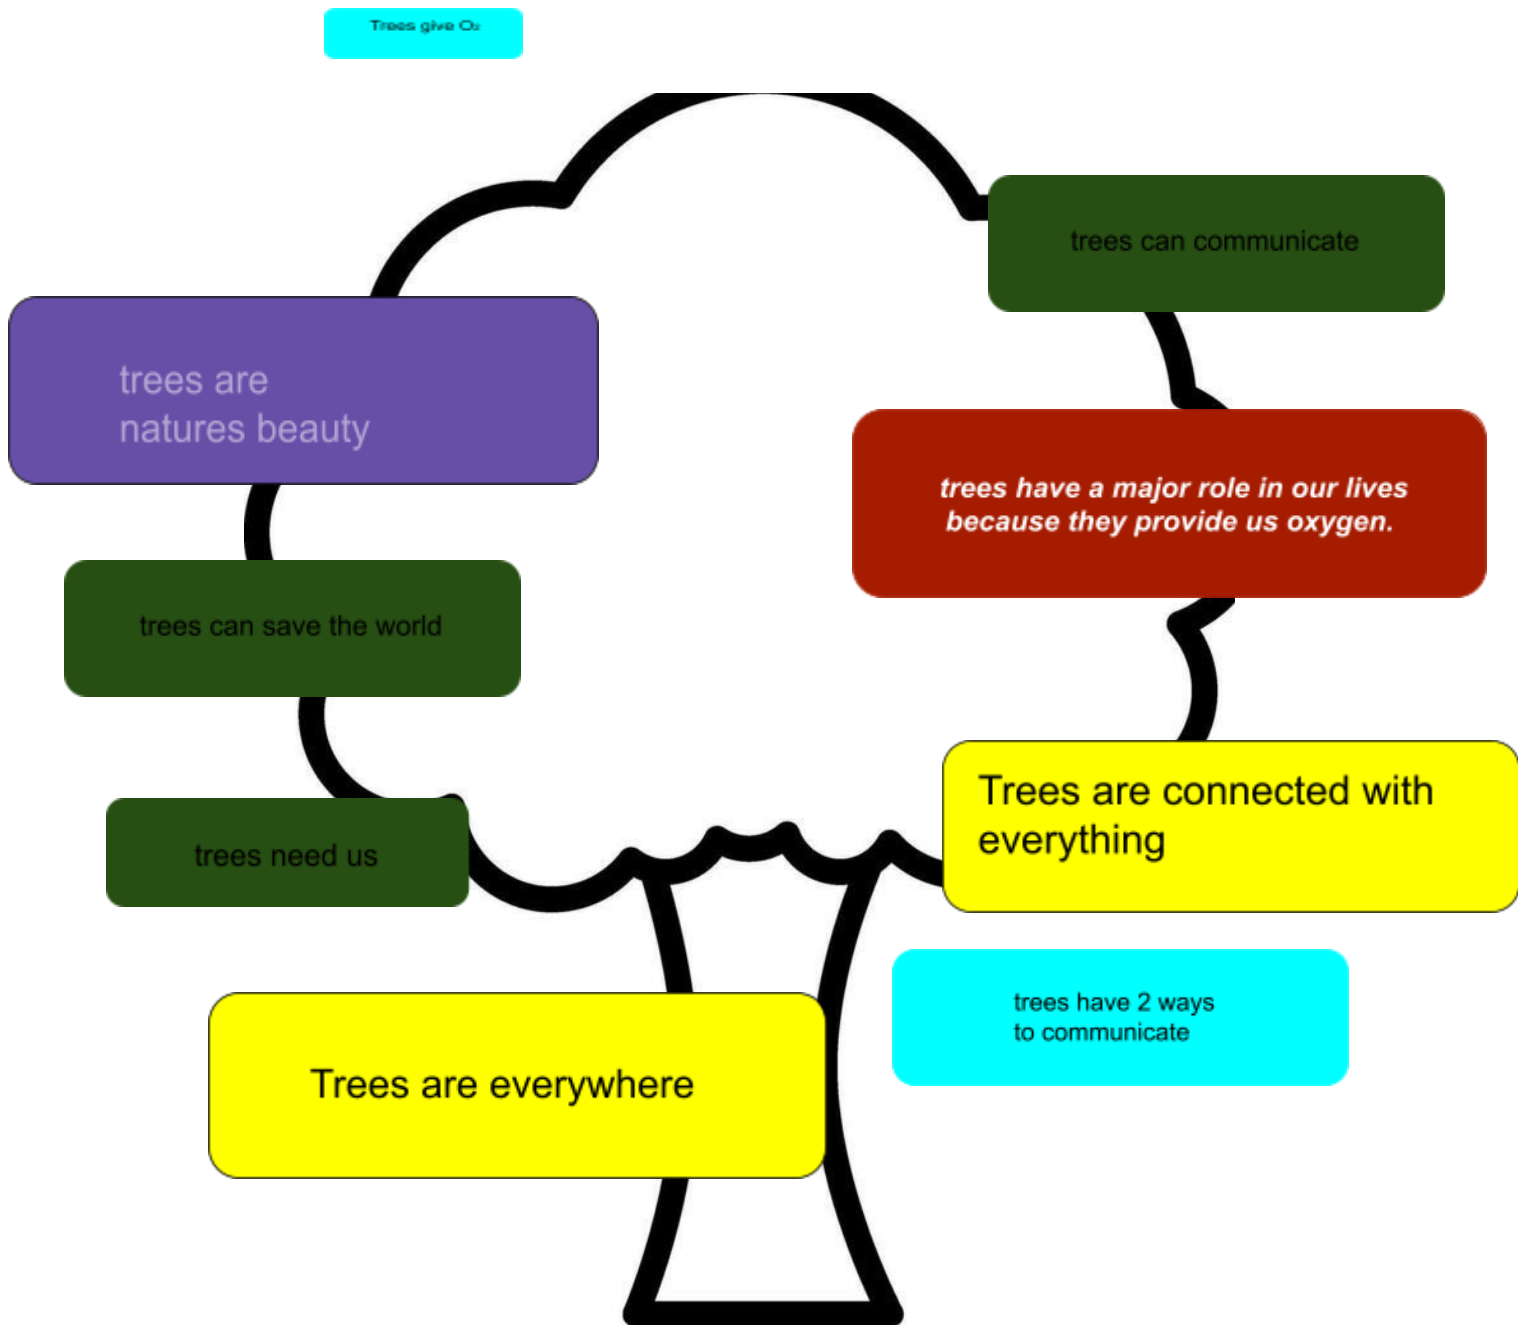 Trees give O₂
trees can communicate
trees are
natures beauty
trees have a major role in our lives
because they provide us oxygen.
trees can save the world
Trees are connected with
everything
trees need us
trees have 2 ways
to communicate
Trees are everywhere